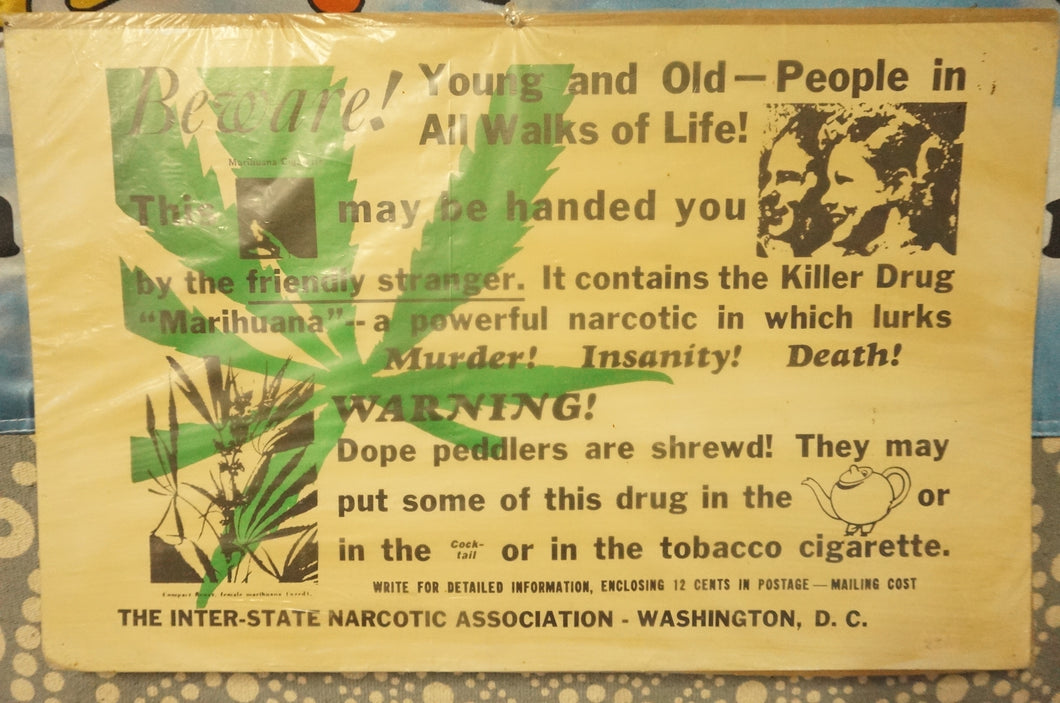 Beware! Young and Old — People in
All Walks of Life!
Marihuana
This may be handed you
by the friendly stranger. It contains the Killer Drug
“Marihuana”-- a powerful narcotic in which lurks
Murder! Insanity! Death!
WARNING!
Dope peddlers are shrewd! They may
put some of this drug in the or
in the Cock-
tail or in the tobacco cigarette.
WRITE FOR DETAILED INFORMATION, ENCLOSING 12 CENTS IN POSTAGE — MAILING COST
female marihuana
THE INTER-STATE NARCOTIC ASSOCIATION - WASHINGTON, D. C.